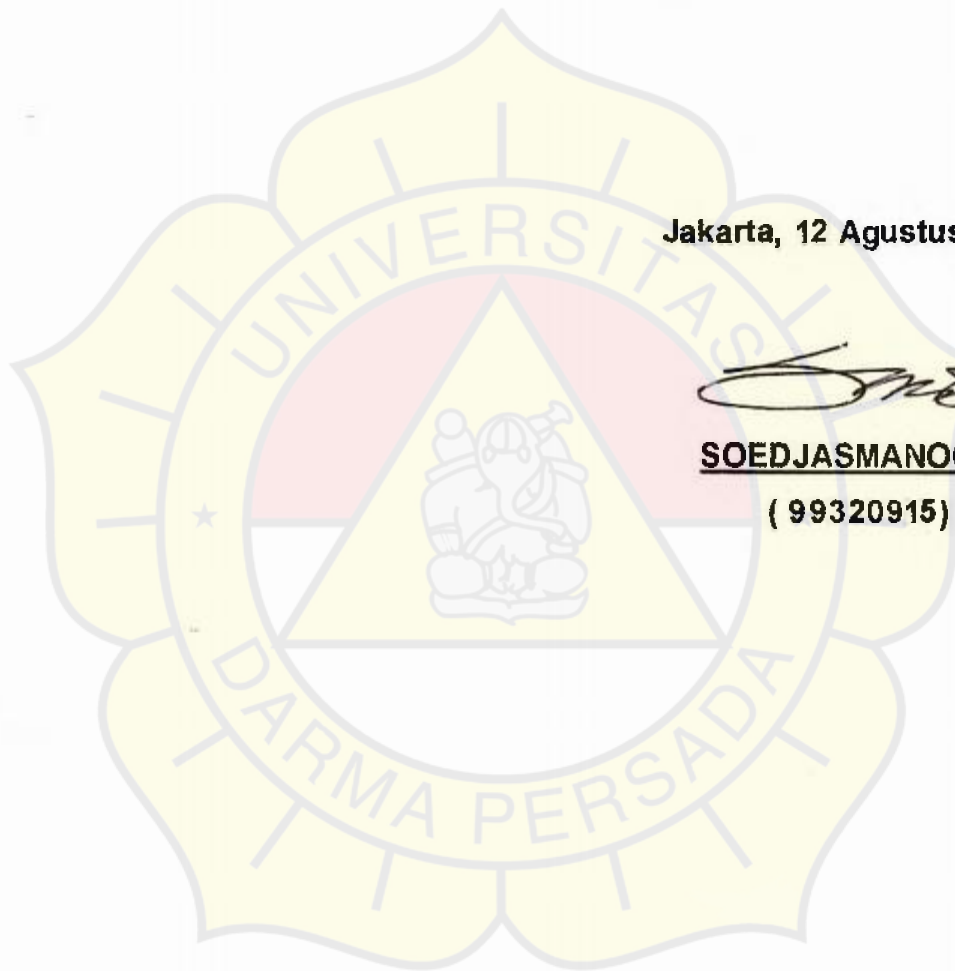 Jakarta, 12 Agustus
UNIVERSITAS
SOEDJASMANO
( 99320915)
DARMA PERSADA